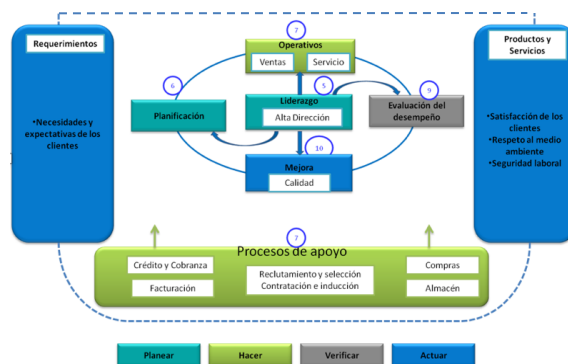 Requerimientos
•Necesidades y
expectativas de los
clientes
7
Operativos
Ventas
Servicio
6
Planificación
5
Liderazgo
Alta Dirección
9
Evaluación del
desempeño
10
Mejora
Calidad
Productos y
Servicios
•Satisfacción de los
clientes
•Respeto al medio
ambiente
•Seguridad laboral
7
Procesos de apoyo
Crédito y Cobranza
Facturación
Reclutamiento y selección
Contratación e inducción
Compras
Almacén
Planear
Hacer
Verificar
Actuar